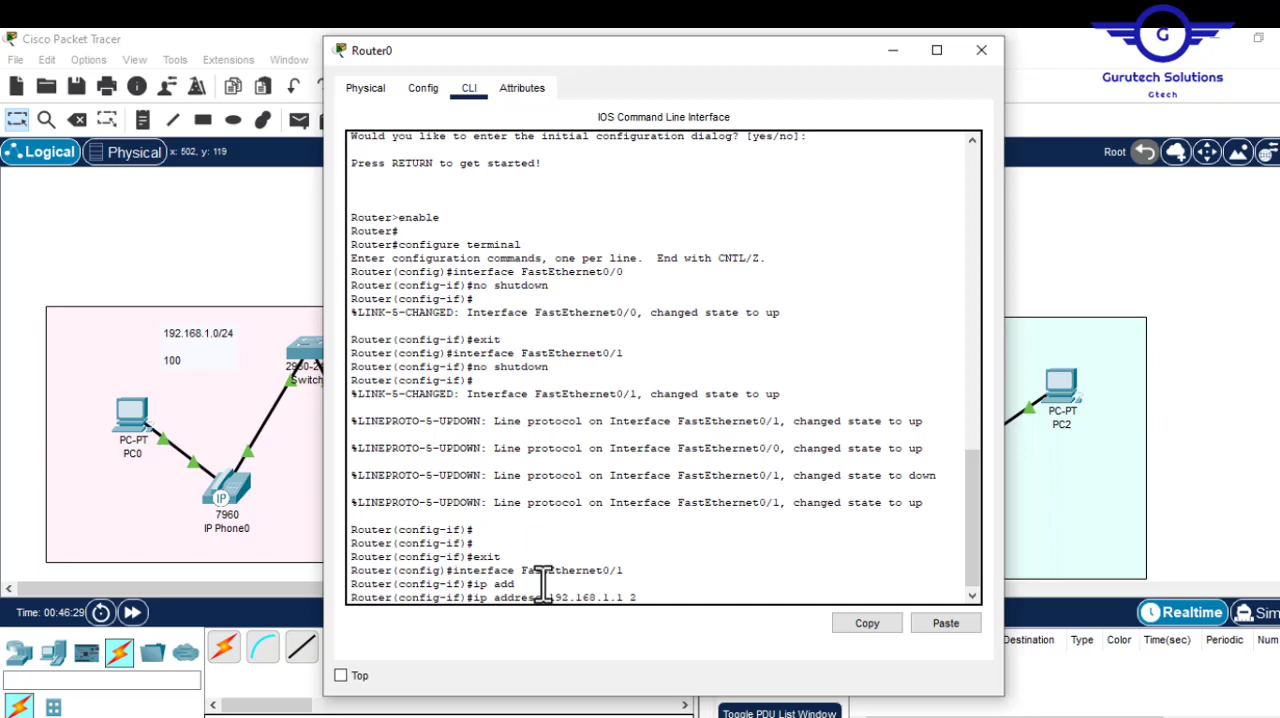 Cisco Packet Tracer
File Edit Options View Tools Extensions Window
Logical Physical x: 502, y: 119
Root
G
Gurutech Solutions
Gtech
Router0
Physical Config CLI Attributes
IOS Command Line Interface
Would you like to enter the initial configuration dialog? [yes/no]:
Press RETURN to get started!
Router>enable
Router#
Router#configure terminal
Enter configuration commands, one per line. End with CNTL/Z.
Router(config)#interface FastEthernet0/0
Router(config-if)#no shutdown
Router(config-if)#
%LINK-5-CHANGED: Interface FastEthernet0/0, changed state to up
Router(config-if)#exit
Router(config)#interface FastEthernet0/1
Router(config-if)#no shutdown
Router(config-if)#
%LINK-5-CHANGED: Interface FastEthernet0/1, changed state to up
%LINEPROTO-5-UPDOWN: Line protocol on Interface FastEthernet0/1, changed state to up
%LINEPROTO-5-UPDOWN: Line protocol on Interface FastEthernet0/0, changed state to up
%LINEPROTO-5-UPDOWN: Line protocol on Interface FastEthernet0/1, changed state to down
%LINEPROTO-5-UPDOWN: Line protocol on Interface FastEthernet0/1, changed state to up
Router(config-if)#
Router(config-if)#
Router(config-if)#exit
Router(config)#interface FastEthernet0/1
Router(config-if)#ip add
Router(config-if)#ip address 192.168.1.1 2
Copy Paste
Top
192.168.1.0/24
100
2950-2
Switch
PC-PT
PC0
IP
7960
IP Phone0
PC-PT
PC2
Time: 00:46:29
Realtime Sim
Destination Type Color Time(sec) Periodic Num
Toggle PDU List Window